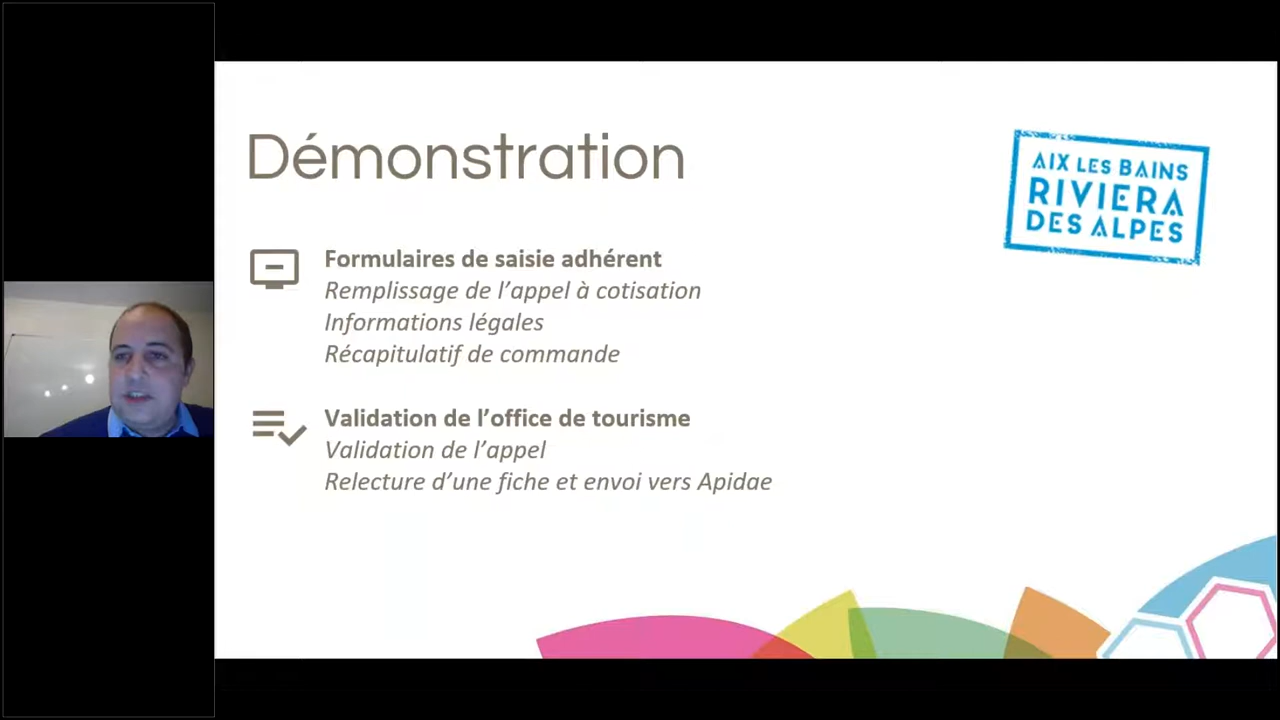 Démonstration
AIX LES BAINS
RIVIERA
DES ALPES
Formulaires de saisie adhérent
Remplissage de l'appel à cotisation
Informations légales
Récapitulatif de commande
Validation de l'office de tourisme
Validation de l'appel
Relecture d'une fiche et envoi vers Apidae